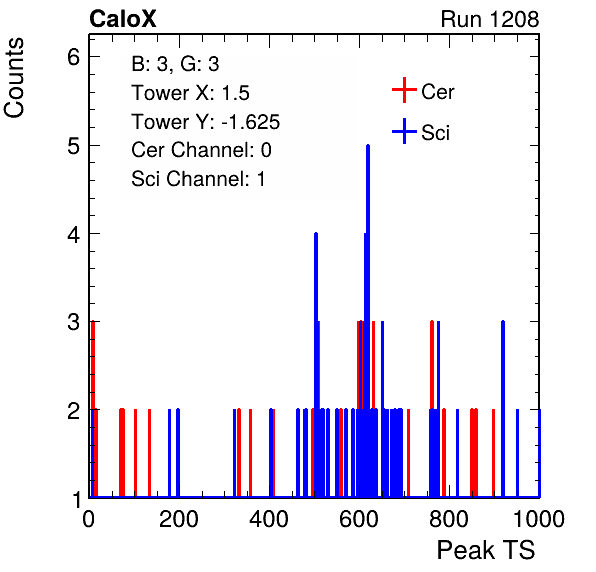 CaloX
Run 1208
Counts
6
5
4
3
2
1
B: 3, G: 3
Tower X: 1.5
Tower Y: -1.625
Cer Channel: 0
Sci Channel: 1
Cer
Sci
0 200 400 600 800 1000
Peak TS